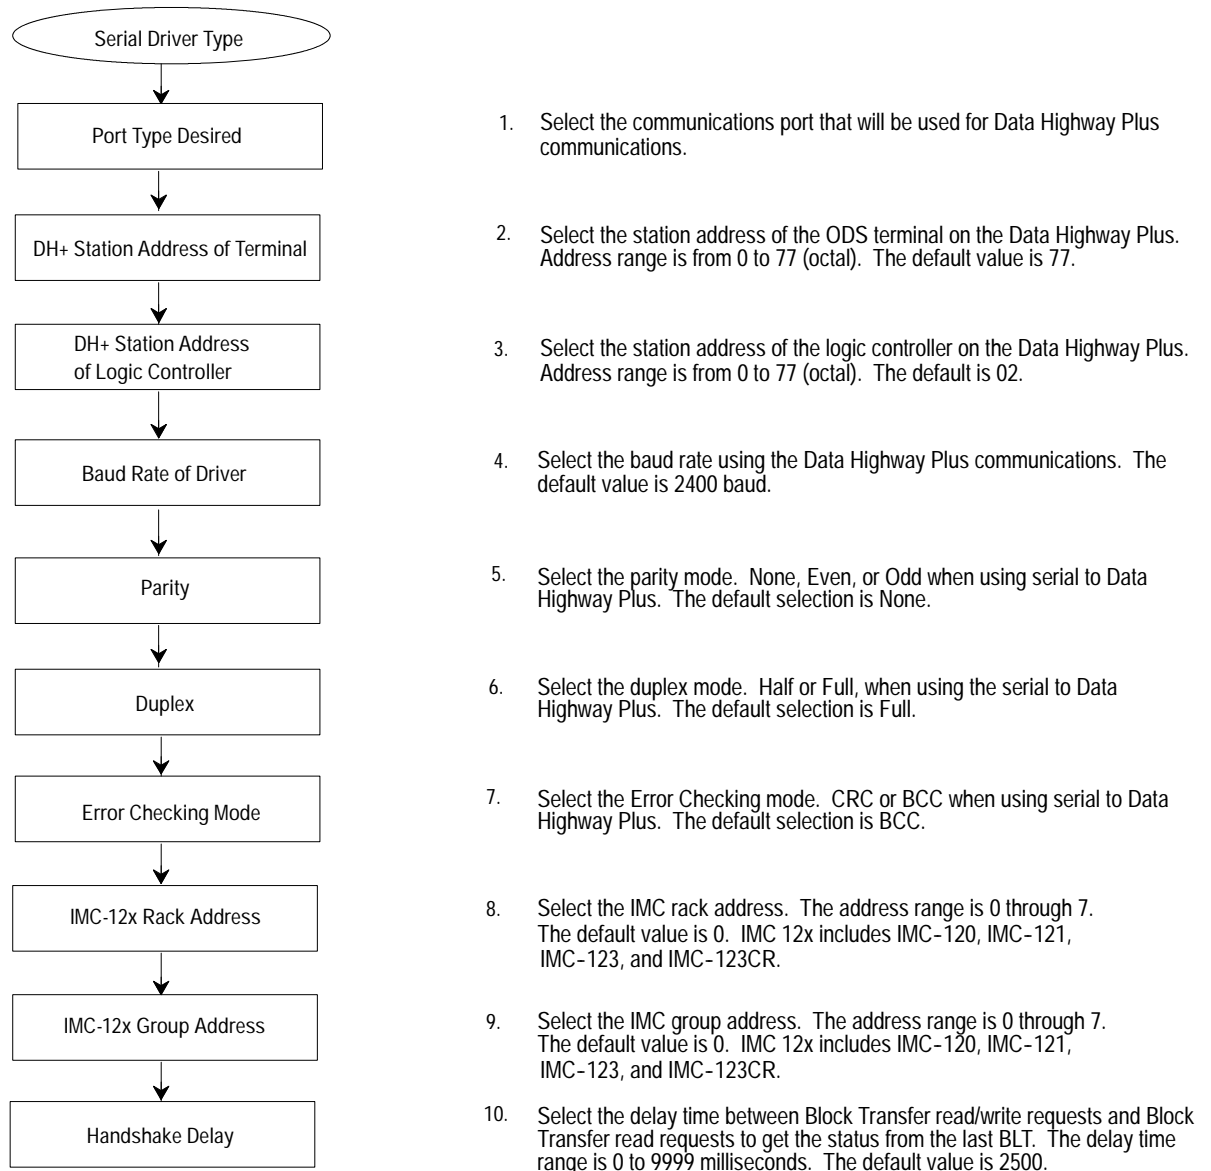 Serial Driver Type
Port Type Desired
1. Select the communications port that will be used for Data Highway Plus
communications.
DH+ Station Address of Terminal
2. Select the station address of the ODS terminal on the Data Highway Plus.
Address range is from 0 to 77 (octal). The default value is 77.
DH+ Station Address
of Logic Controller
3. Select the station address of the logic controller on the Data Highway Plus.
Address range is from 0 to 77 (octal). The default is 02.
Baud Rate of Driver
4. Select the baud rate using the Data Highway Plus communications. The
default value is 2400 baud.
Parity
5. Select the parity mode. None, Even, or Odd when using serial to Data
Highway Plus. The default selection is None.
Duplex
6. Select the duplex mode. Half or Full, when using the serial to Data
Highway Plus. The default selection is Full.
Error Checking Mode
7. Select the Error Checking mode. CRC or BCC when using serial to Data
Highway Plus. The default selection is BCC.
IMC-12x Rack Address
8. Select the IMC rack address. The address range is 0 through 7.
The default value is 0. IMC 12x includes IMC-120, IMC-121,
IMC-123, and IMC-123CR.
IMC-12x Group Address
9. Select the IMC group address. The address range is 0 through 7.
The default value is 0. IMC 12x includes IMC-120, IMC-121,
IMC-123, and IMC-123CR.
Handshake Delay
10. Select the delay time between Block Transfer read/write requests and Block
Transfer read requests to get the status from the last BLT. The delay time
range is 0 to 9999 milliseconds. The default value is 2500.